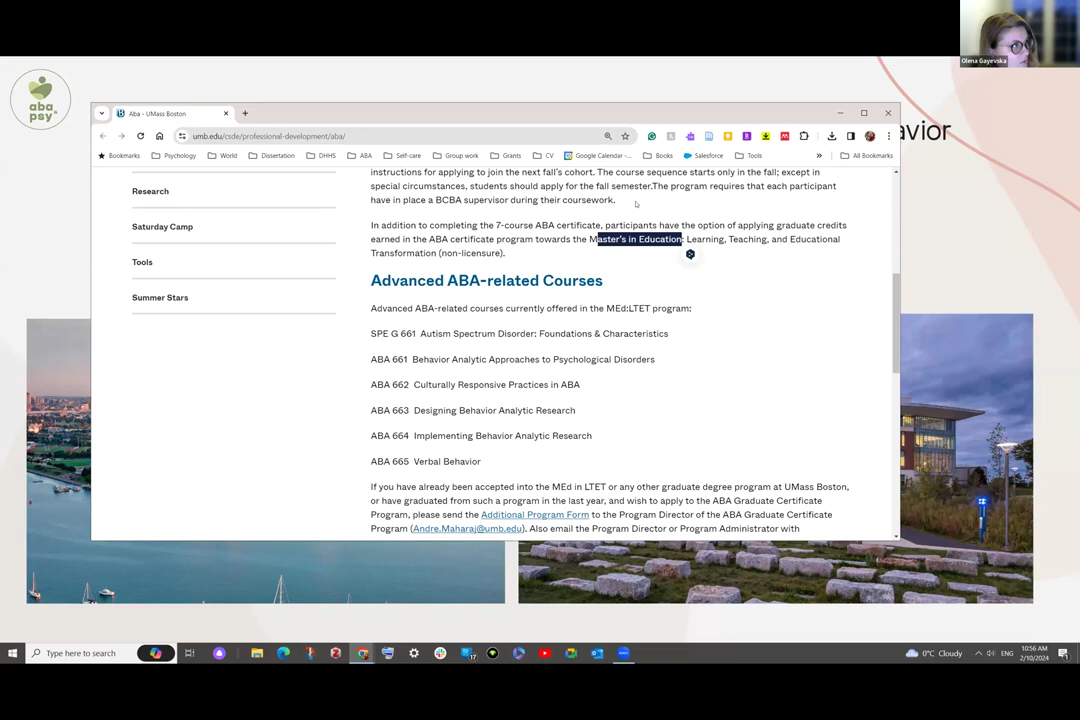 Olena Gayevska
aba
psy
avior
Aba - UMass Boston
umb.edu/csde/professional-development/aba/
Bookmarks Psychology World Dissertation DHHS ABA Self-care Group work Grants CV Google Calendar -... Books Salesforce Tools » All Bookmarks
Research
Saturday Camp
Tools
Summer Stars
instructions for applying to join the next fall's cohort. The course sequence starts only in the fall; except in
special circumstances, students should apply for the fall semester.The program requires that each participant
have in place a BCBA supervisor during their coursework.
In addition to completing the 7-course ABA certificate, participants have the option of applying graduate credits
earned in the ABA certificate program towards the Master's in Education: Learning, Teaching, and Educational
Transformation (non-licensure).
Advanced ABA-related Courses
Advanced ABA-related courses currently offered in the MEd:LTET program:
SPE G 661 Autism Spectrum Disorder: Foundations & Characteristics
ABA 661 Behavior Analytic Approaches to Psychological Disorders
ABA 662 Culturally Responsive Practices in ABA
ABA 663 Designing Behavior Analytic Research
ABA 664 Implementing Behavior Analytic Research
ABA 665 Verbal Behavior
If you have already been accepted into the MEd in LTET or any other graduate degree program at UMass Boston,
or have graduated from such a program in the last year, and wish to apply to the ABA Graduate Certificate
Program, please send the Additional Program Form to the Program Director of the ABA Graduate Certificate
Program (Andre.Maharaj@umb.edu). Also email the Program Director or Program Administrator with
Type here to search
17
0°C Cloudy
ENG
10:56 AM
2/10/2024